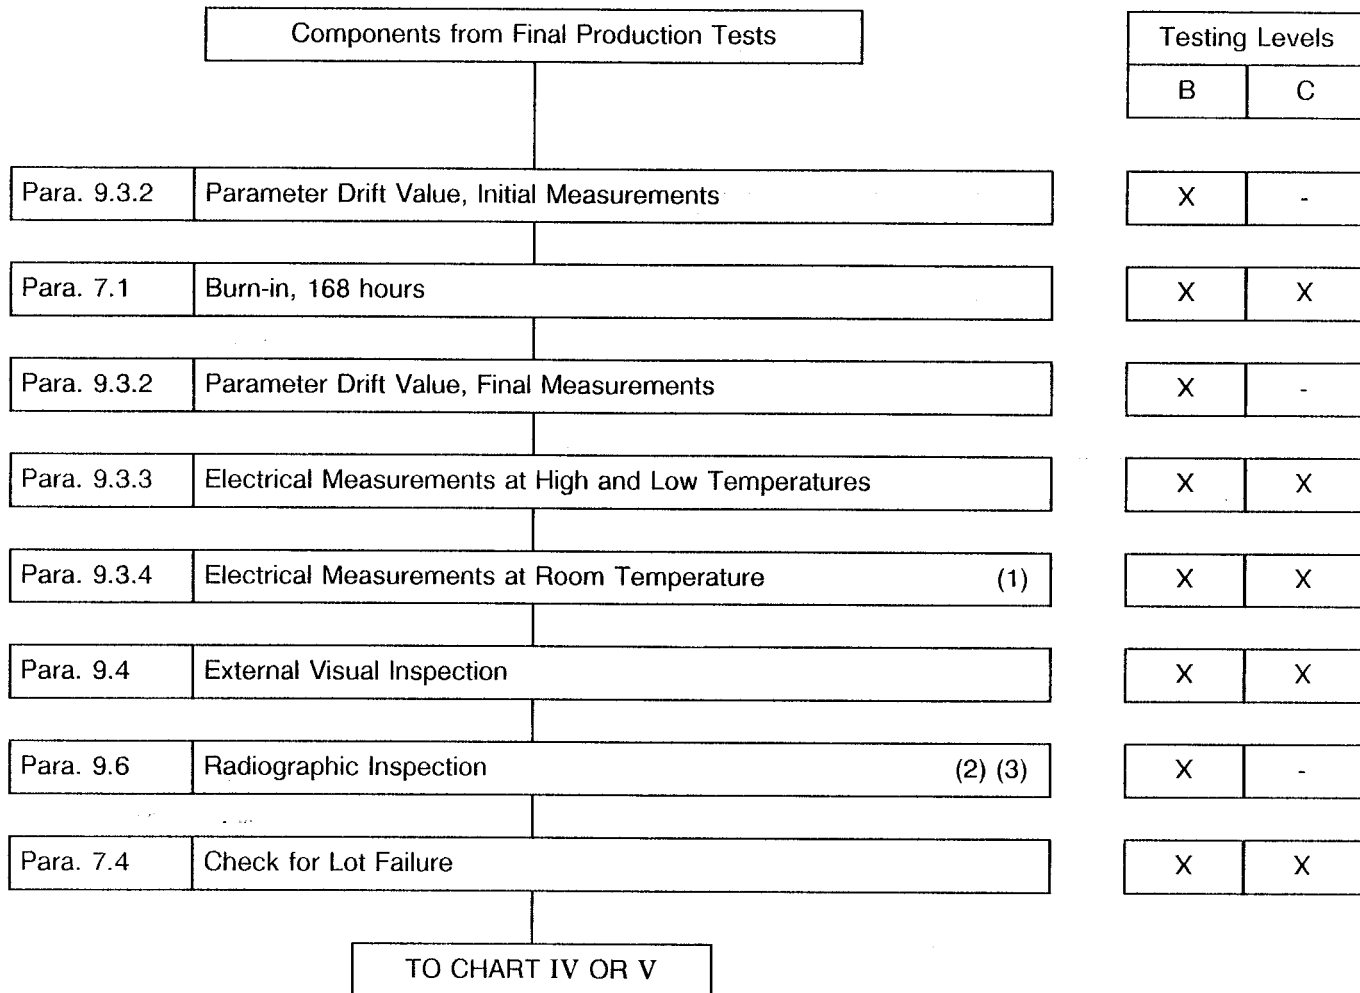 Components from Final Production Tests
Testing Levels
B C
Para. 9.3.2 Parameter Drift Value, Initial Measurements X -
Para. 7.1 Burn-in, 168 hours X X
Para. 9.3.2 Parameter Drift Value, Final Measurements X -
Para. 9.3.3 Electrical Measurements at High and Low Temperatures X X
Para. 9.3.4 Electrical Measurements at Room Temperature (1) X X
Para. 9.4 External Visual Inspection X X
Para. 9.6 Radiographic Inspection (2) (3) X -
Para. 7.4 Check for Lot Failure X X
TO CHART IV OR V